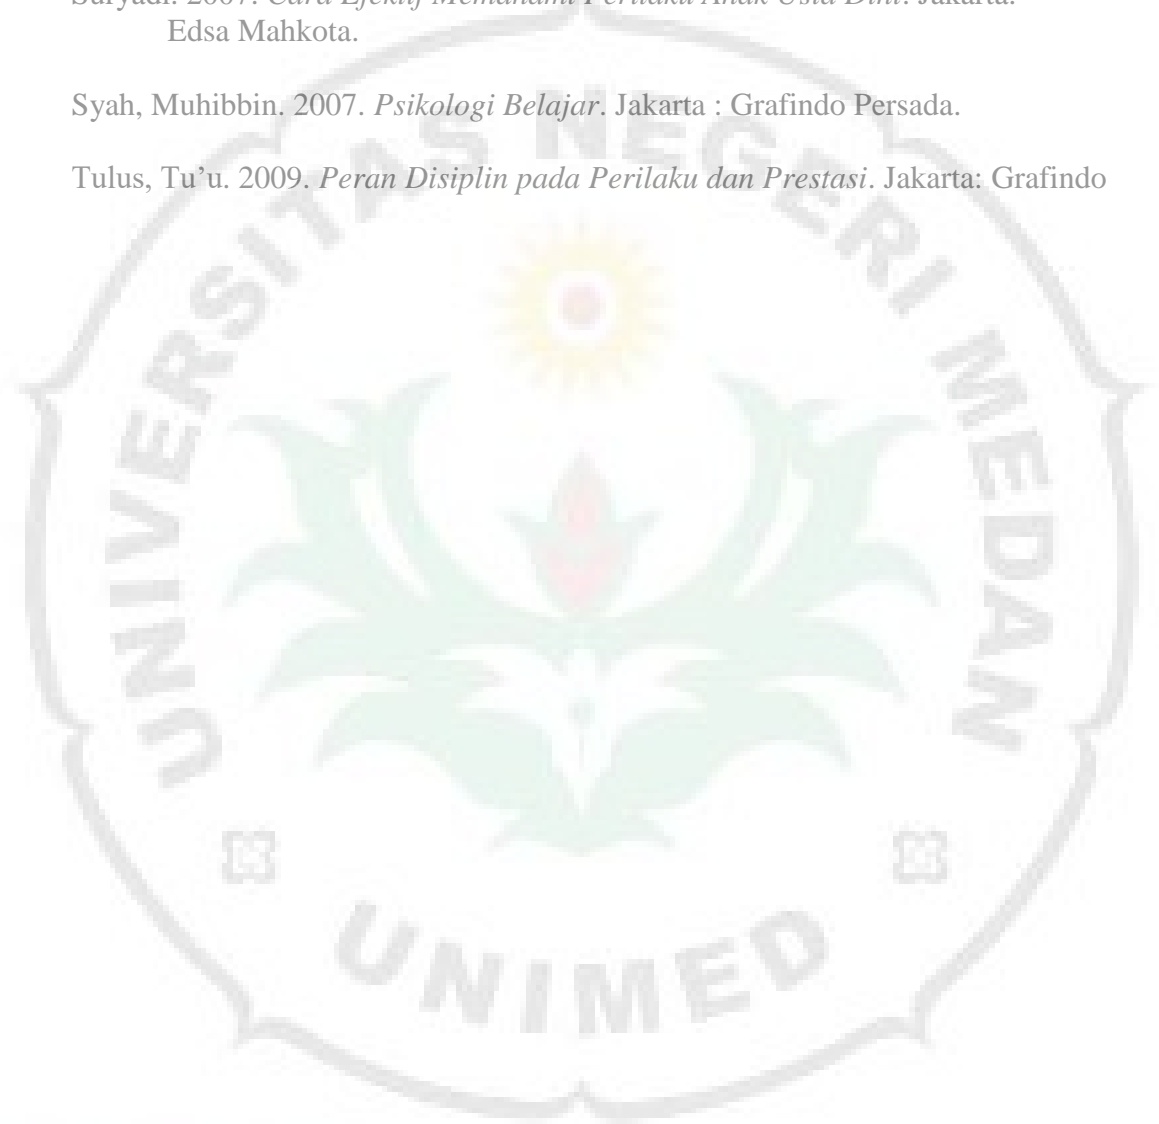 Suryadi. 2007. Cara Efektif Memahami Perilaku Anak Usia Dini. Jakarta:
Edsa Mahkota.
Syah, Muhibbin. 2007. Psikologi Belajar. Jakarta : Grafindo Persada.
Tulus, Tu’u. 2009. Peran Disiplin pada Perilaku dan Prestasi. Jakarta: Grafindo
UNIVERSITAS NEGERI MEDAN
UNIMED